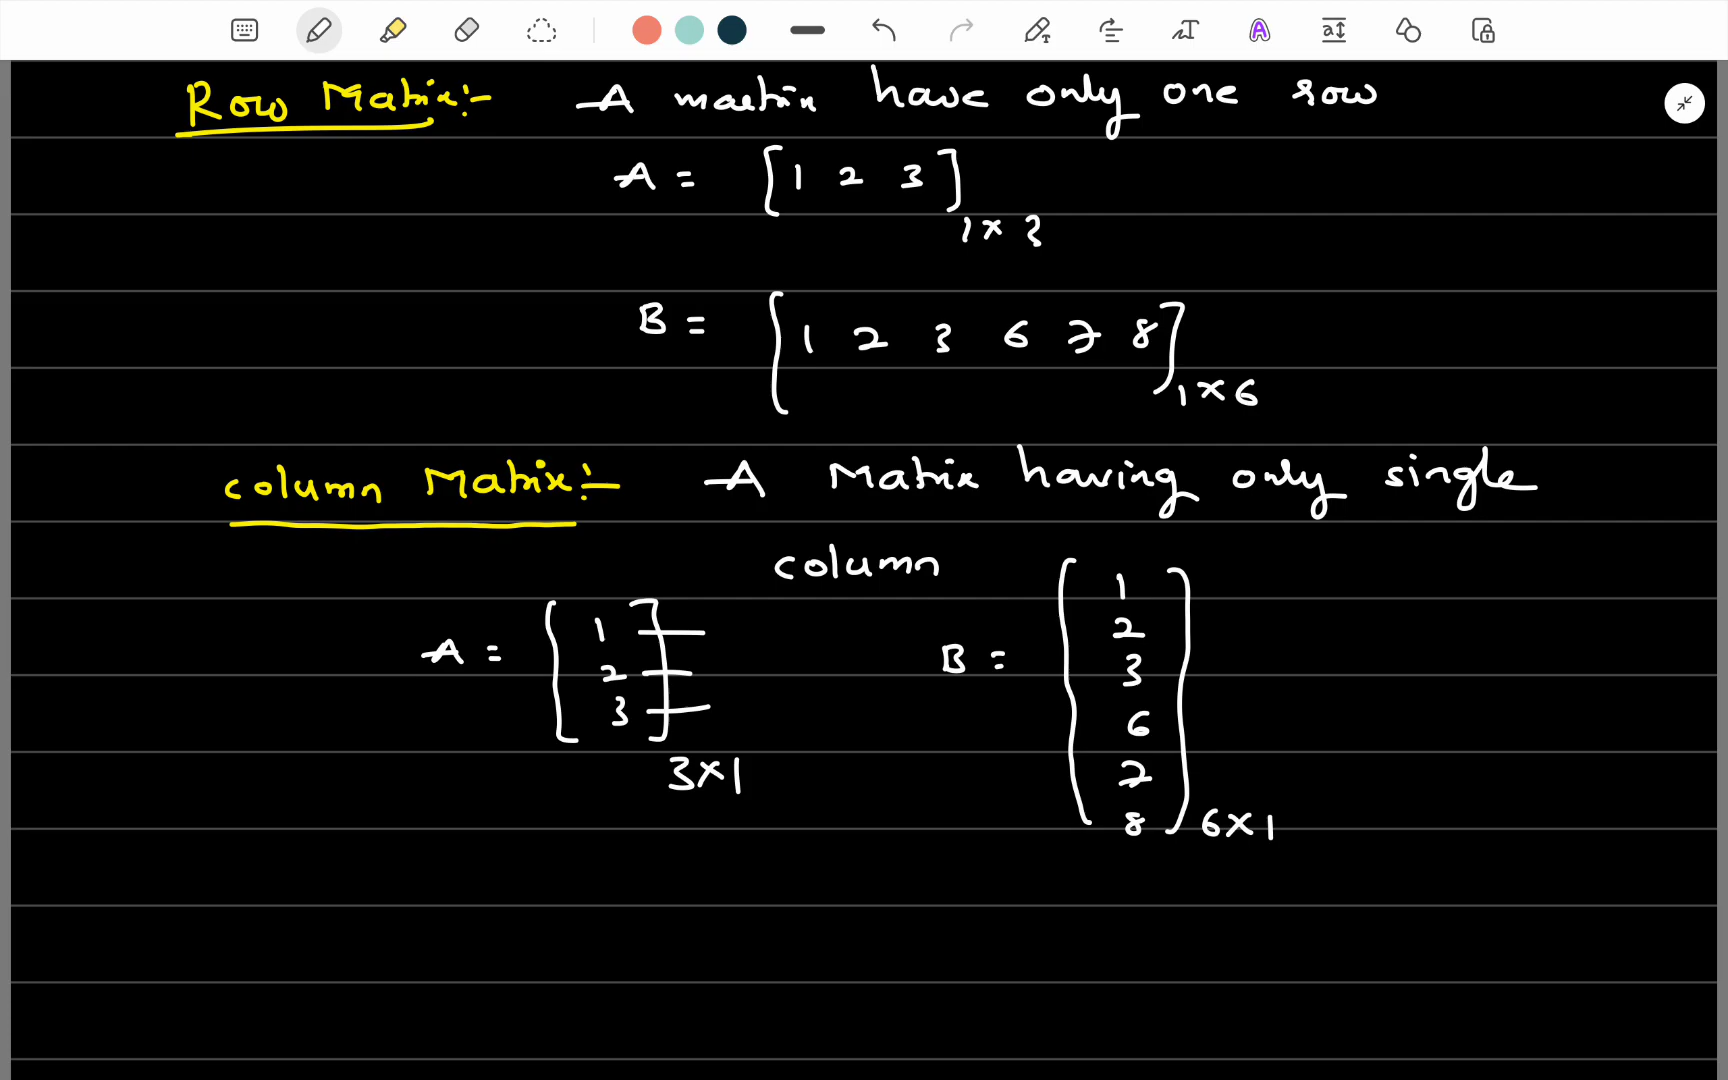 Row Matrix:-   A maetrix have only one row
A = [1 2 3] 1×3
B = [1 2 3 6 7 8] 1×6
column Matrix:-   A Matrix having only single
column
A = [1 2 3] 3×1
B = [1 2 3 6 7 8] 6×1